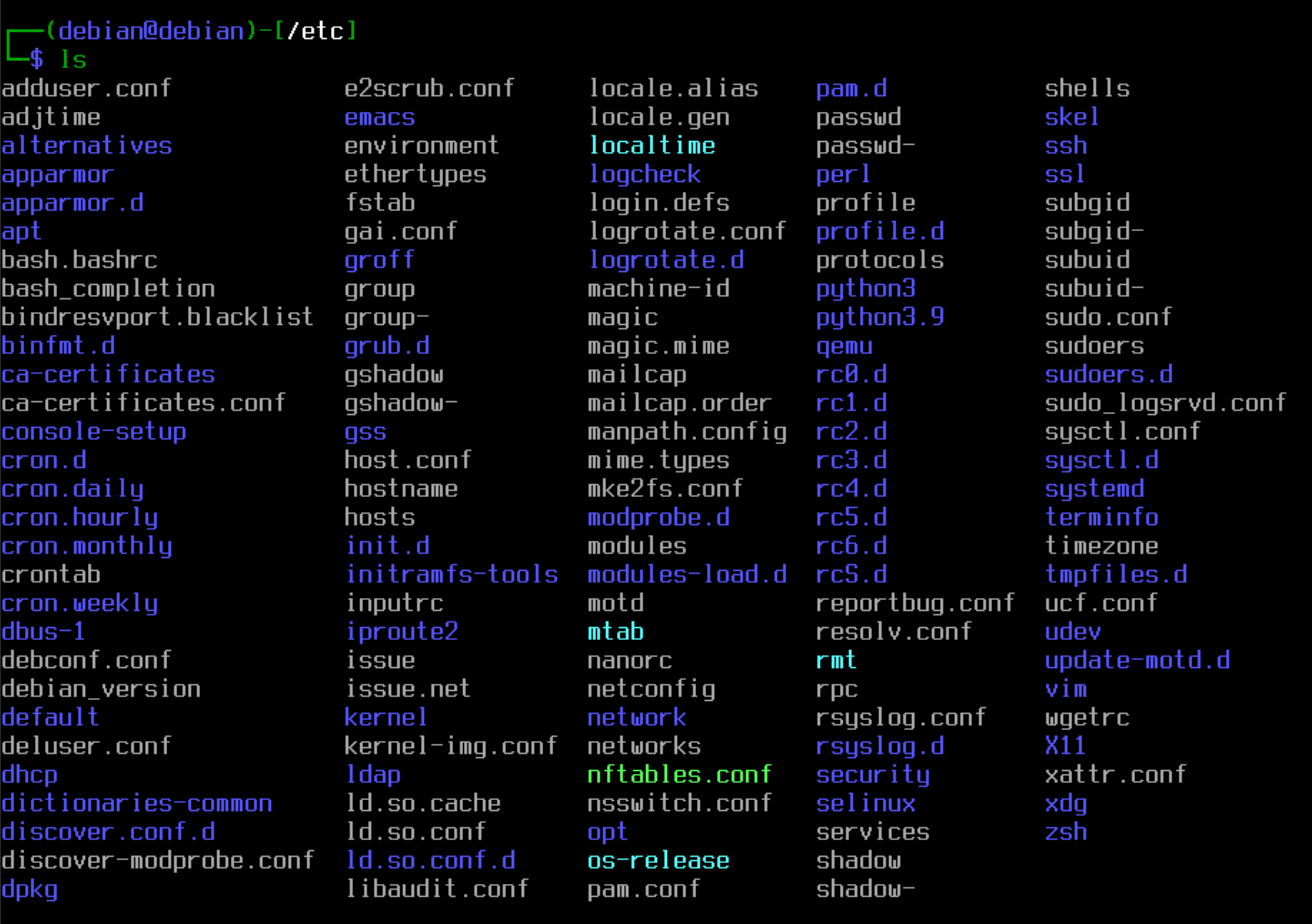 ┌──(debian@debian)-[/etc]
└─$ ls
adduser.conf e2scrub.conf locale.alias pam.d shells
adjtime emacs locale.gen passwd skel
alternatives environment localtime passwd- ssh
apparmor ethertypes logcheck perl ssl
apparmor.d fstab login.defs profile subgid
apt gai.conf logrotate.conf profile.d subgid-
bash.bashrc groff logrotate.d protocols subuid
bash_completion group machine-id python3 subuid-
bindresvport.blacklist group- magic python3.9 sudo.conf
binfmt.d grub.d magic.mime qemu sudoers
ca-certificates gshadow mailcap rc0.d sudoers.d
ca-certificates.conf gshadow- mailcap.order rc1.d sudo_logsrvd.conf
console-setup gss manpath.config rc2.d sysctl.conf
cron.d host.conf mime.types rc3.d sysctl.d
cron.daily hostname mke2fs.conf rc4.d systemd
cron.hourly hosts modprobe.d rc5.d terminfo
cron.monthly init.d modules rc6.d timezone
crontab initramfs-tools modules-load.d rcS.d tmpfiles.d
cron.weekly inputrc motd reportbug.conf ucf.conf
dbus-1 iproute2 mtab resolv.conf udev
debconf.conf issue nanorc rmt update-motd.d
debian_version issue.net netconfig rpc vim
default kernel network rsyslog.conf wgetrc
deluser.conf kernel-img.conf networks rsyslog.d X11
dhcp ldap nftables.conf security xattr.conf
dictionaries-common ld.so.cache nsswitch.conf selinux xdg
discover.conf.d ld.so.conf opt services zsh
discover-modprobe.conf ld.so.conf.d os-release shadow
dpkg libaudit.conf pam.conf shadow-